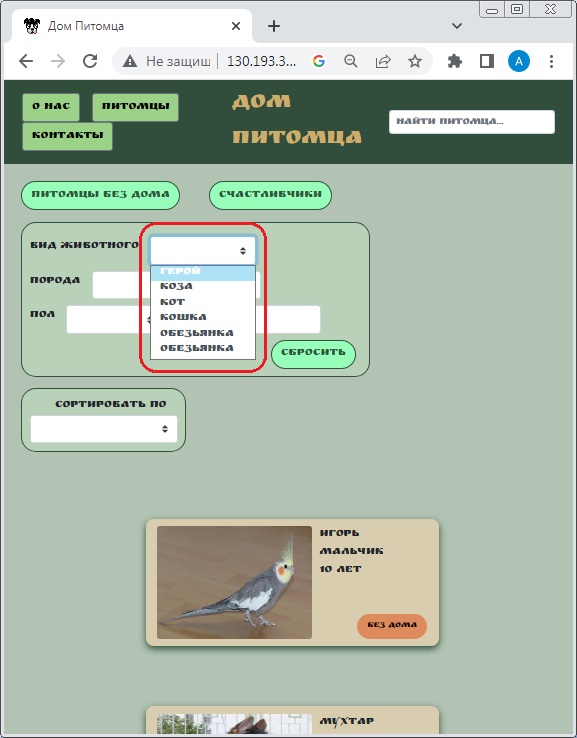 Дом Питомца
Не защищ
130.193.3...
A
О НАС
ПИТОМЦЫ
КОНТАКТЫ
ДОМ
ПИТОМЦА
НАЙТИ ПИТОМЦА...
ПИТОМЦЫ БЕЗ ДОМА
СЧАСТЛИВЧИКИ
ВИД ЖИВОТНОГО
ГЕРОЙ
КОЗА
КОТ
КОШКА
ОБЕЗЬЯНКА
ОБЕЗЬЯНКА
ПОРОДА
ПОЛ
СБРОСИТЬ
СОРТИРОВАТЬ ПО
ИГОРЬ
МАЛЬЧИК
10 ЛЕТ
БЕЗ ДОМА
МУХТАР